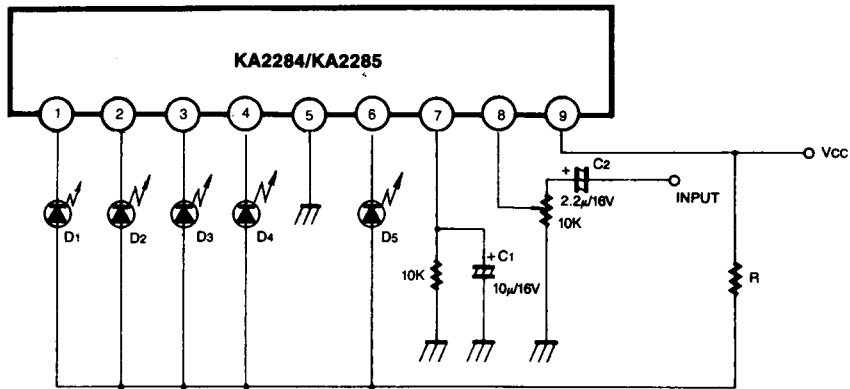 KA2284/KA2285
1 2 3 4 5 6 7 8 9
VCC
+ C2
2.2μ/16V
INPUT
10K
D1 D2 D3 D4 D5
+ C1
10K
10μ/16V
R